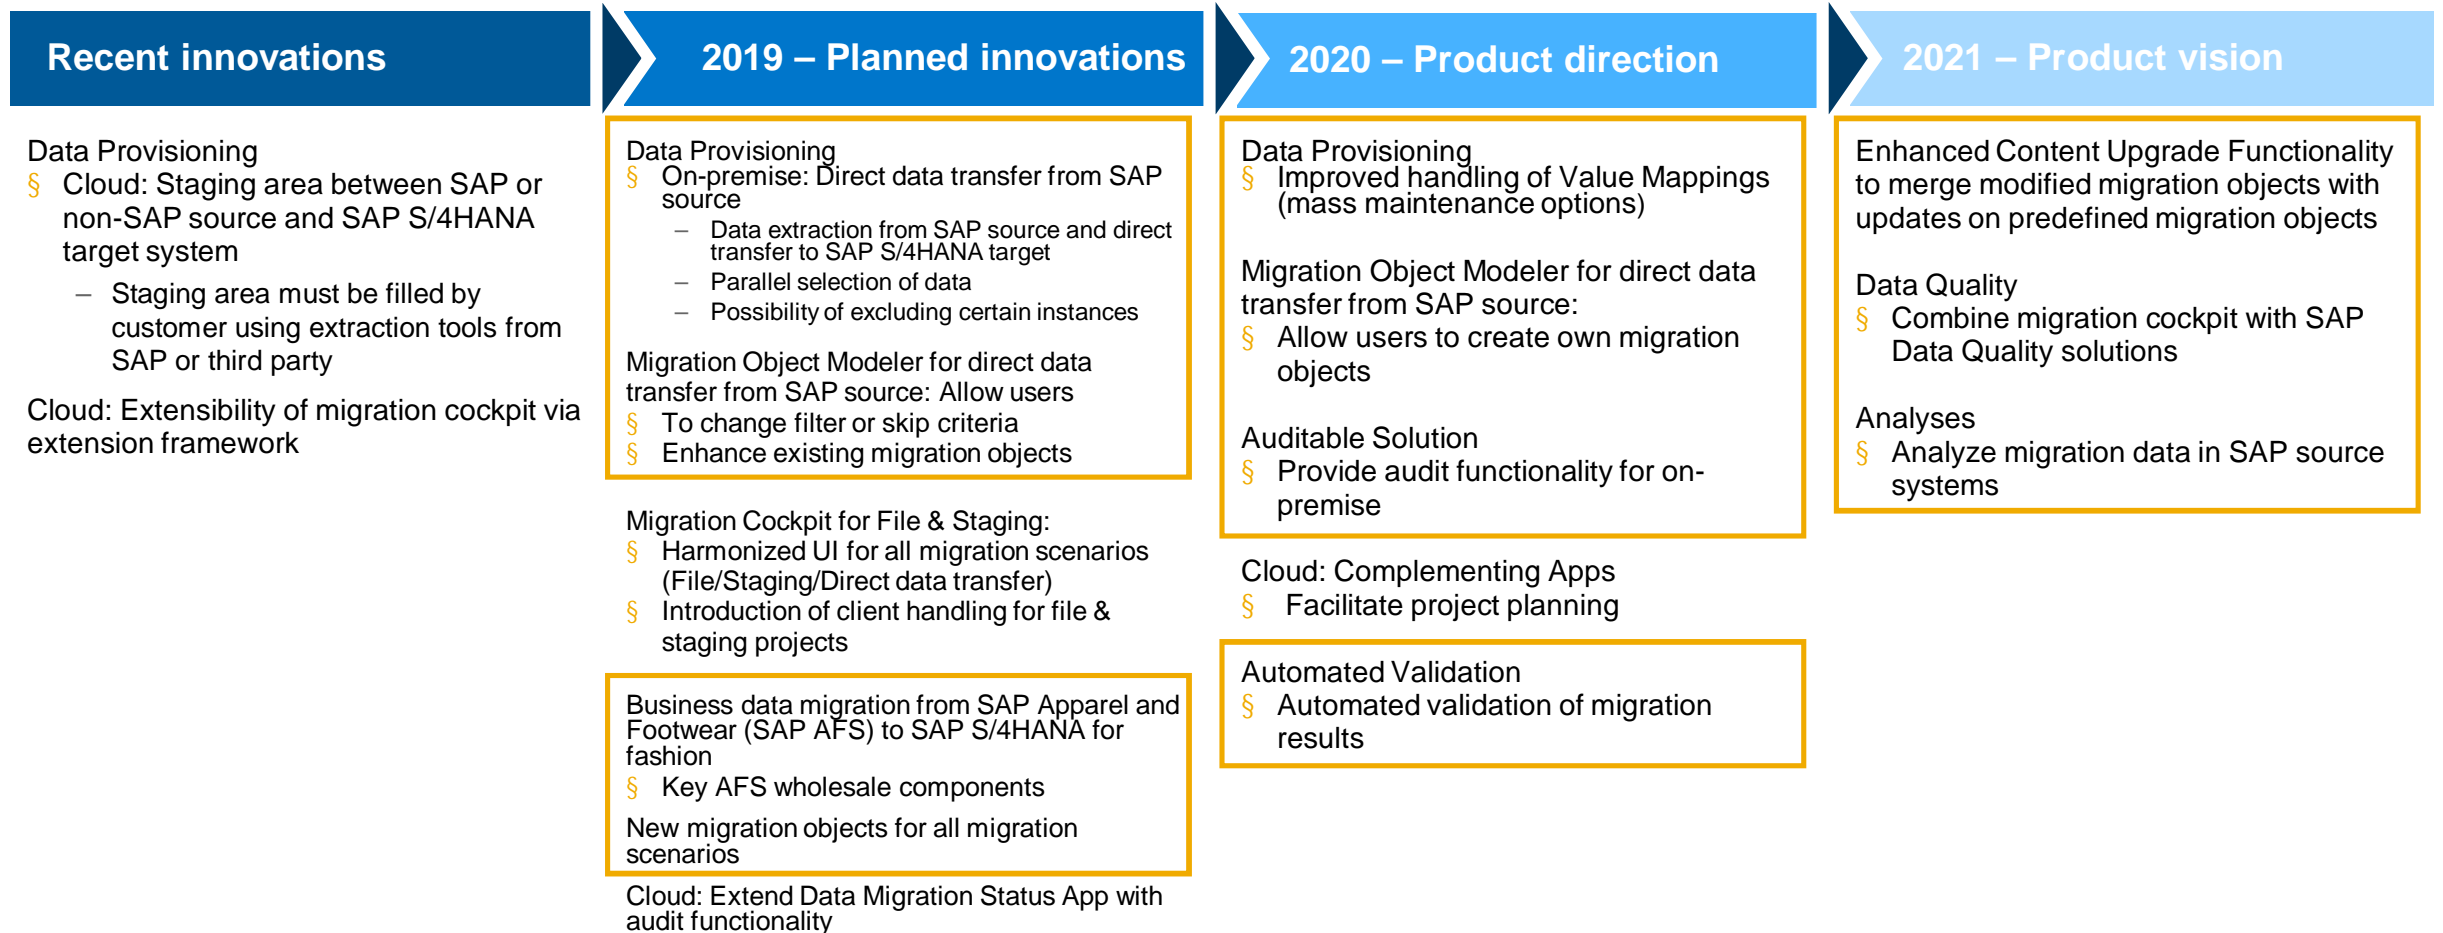 Recent innovations
Data Provisioning
§ Cloud: Staging area between SAP or
non-SAP source and SAP S/4HANA
target system
– Staging area must be filled by
customer using extraction tools from
SAP or third party
Cloud: Extensibility of migration cockpit via
extension framework
2019 – Planned innovations
Data Provisioning
§ On-premise: Direct data transfer from SAP
source
– Data extraction from SAP source and direct
transfer to SAP S/4HANA target
– Parallel selection of data
– Possibility of excluding certain instances
Migration Object Modeler for direct data
transfer from SAP source: Allow users
§ To change filter or skip criteria
§ Enhance existing migration objects
Migration Cockpit for File & Staging:
§ Harmonized UI for all migration scenarios
(File/Staging/Direct data transfer)
§ Introduction of client handling for file &
staging projects
Business data migration from SAP Apparel and
Footwear (SAP AFS) to SAP S/4HANA for
fashion
§ Key AFS wholesale components
New migration objects for all migration
scenarios
Cloud: Extend Data Migration Status App with
audit functionality
2020 – Product direction
Data Provisioning
§ Improved handling of Value Mappings
(mass maintenance options)
Migration Object Modeler for direct data
transfer from SAP source:
§ Allow users to create own migration
objects
Auditable Solution
§ Provide audit functionality for on-
premise
Cloud: Complementing Apps
§ Facilitate project planning
Automated Validation
§ Automated validation of migration
results
2021 – Product vision
Enhanced Content Upgrade Functionality
to merge modified migration objects with
updates on predefined migration objects
Data Quality
§ Combine migration cockpit with SAP
Data Quality solutions
Analyses
§ Analyze migration data in SAP source
systems